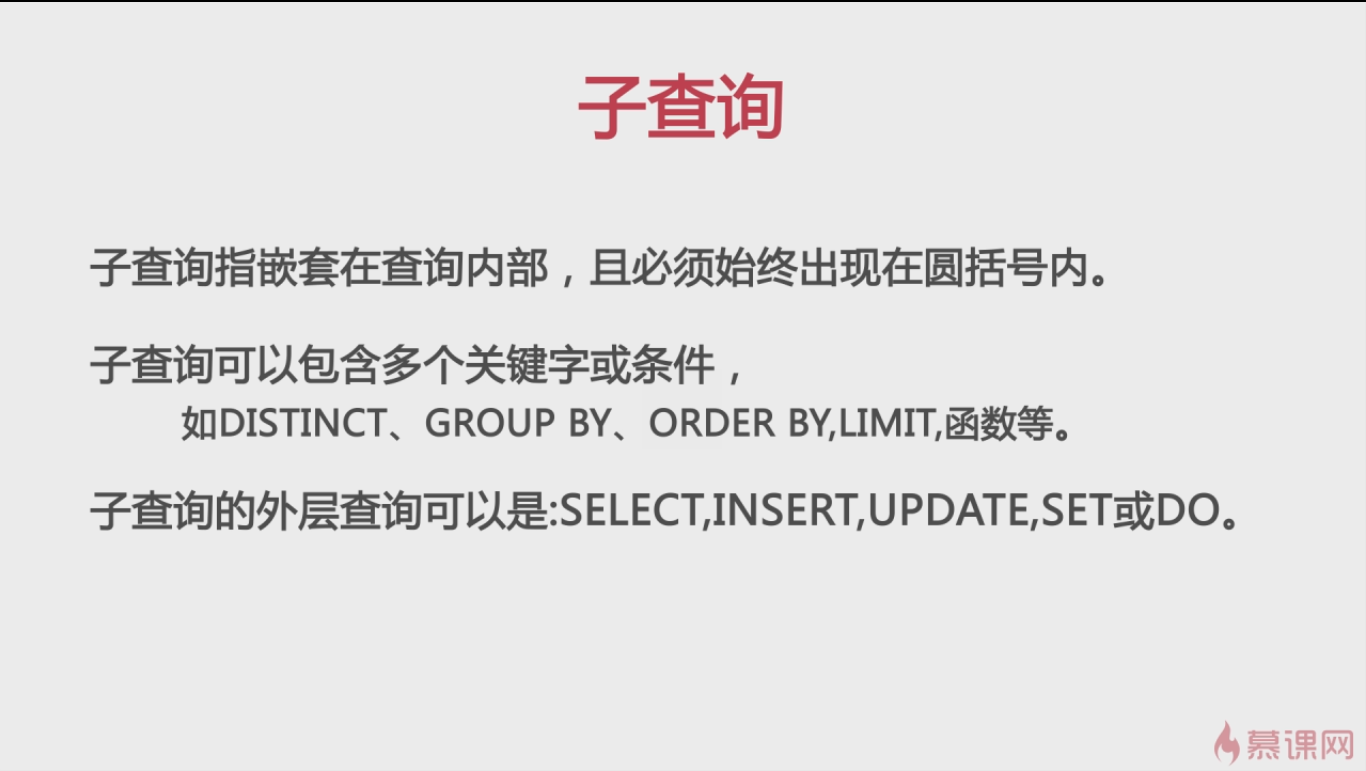 子查询
子查询指嵌套在查询内部，且必须始终出现在圆括号内。
子查询可以包含多个关键字或条件，
如DISTINCT、GROUP BY、ORDER BY,LIMIT,函数等。
子查询的外层查询可以是:SELECT,INSERT,UPDATE,SET或DO。
慕课网